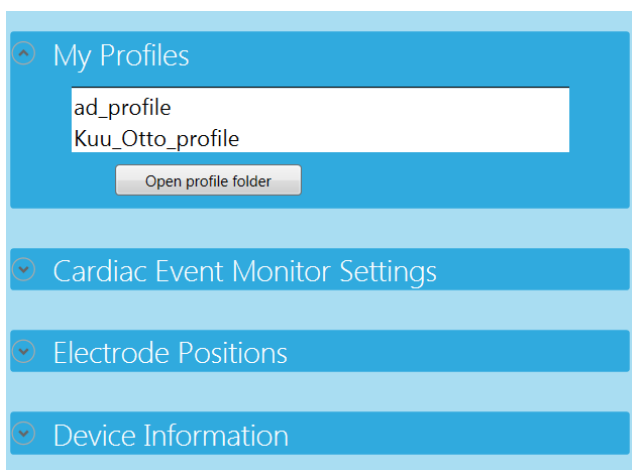 My Profiles
ad_profile
Kuu_Otto_profile
Open profile folder
Cardiac Event Monitor Settings
Electrode Positions
Device Information